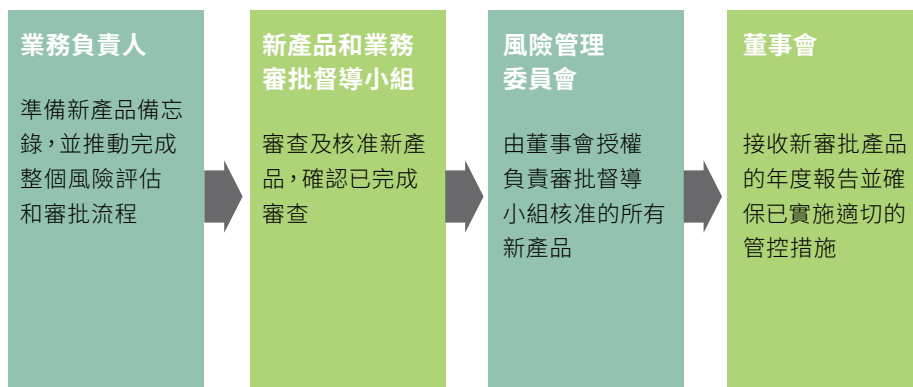 業務負責人
準備新產品備忘
錄，並推動完成
整個風險評估
和審批流程
新產品和業務
審批督導小組
審查及核准新產
品，確認已完成
審查
風險管理
委員會
由董事會授權
負責審批督導
小組核准的所有
新產品
董事會
接收新審批產品
的年度報告並確
保已實施適切的
管控措施